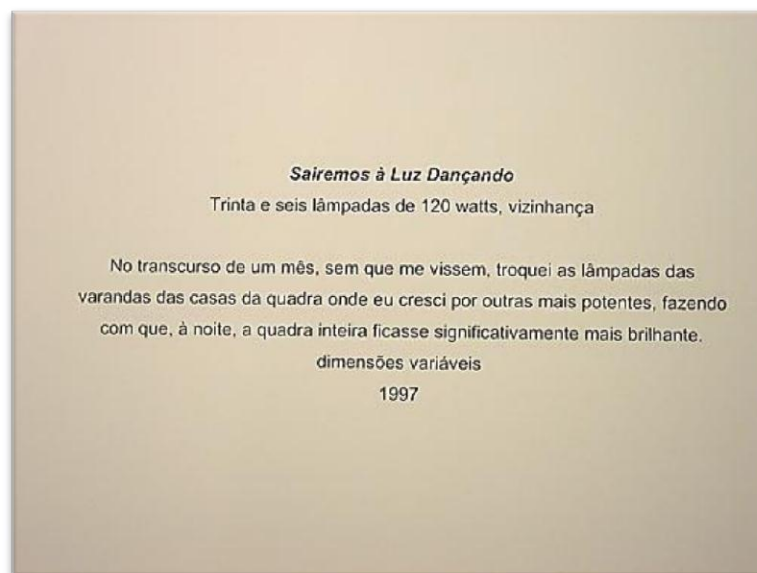 Sairemos à Luz Dançando
Trinta e seis lâmpadas de 120 watts, vizinhança
No transcurso de um mês, sem que me vissem, troquei as lâmpadas das
varandas das casas da quadra onde eu cresci por outras mais potentes, fazendo
com que, à noite, a quadra inteira ficasse significativamente mais brilhante.
dimensões variáveis
1997